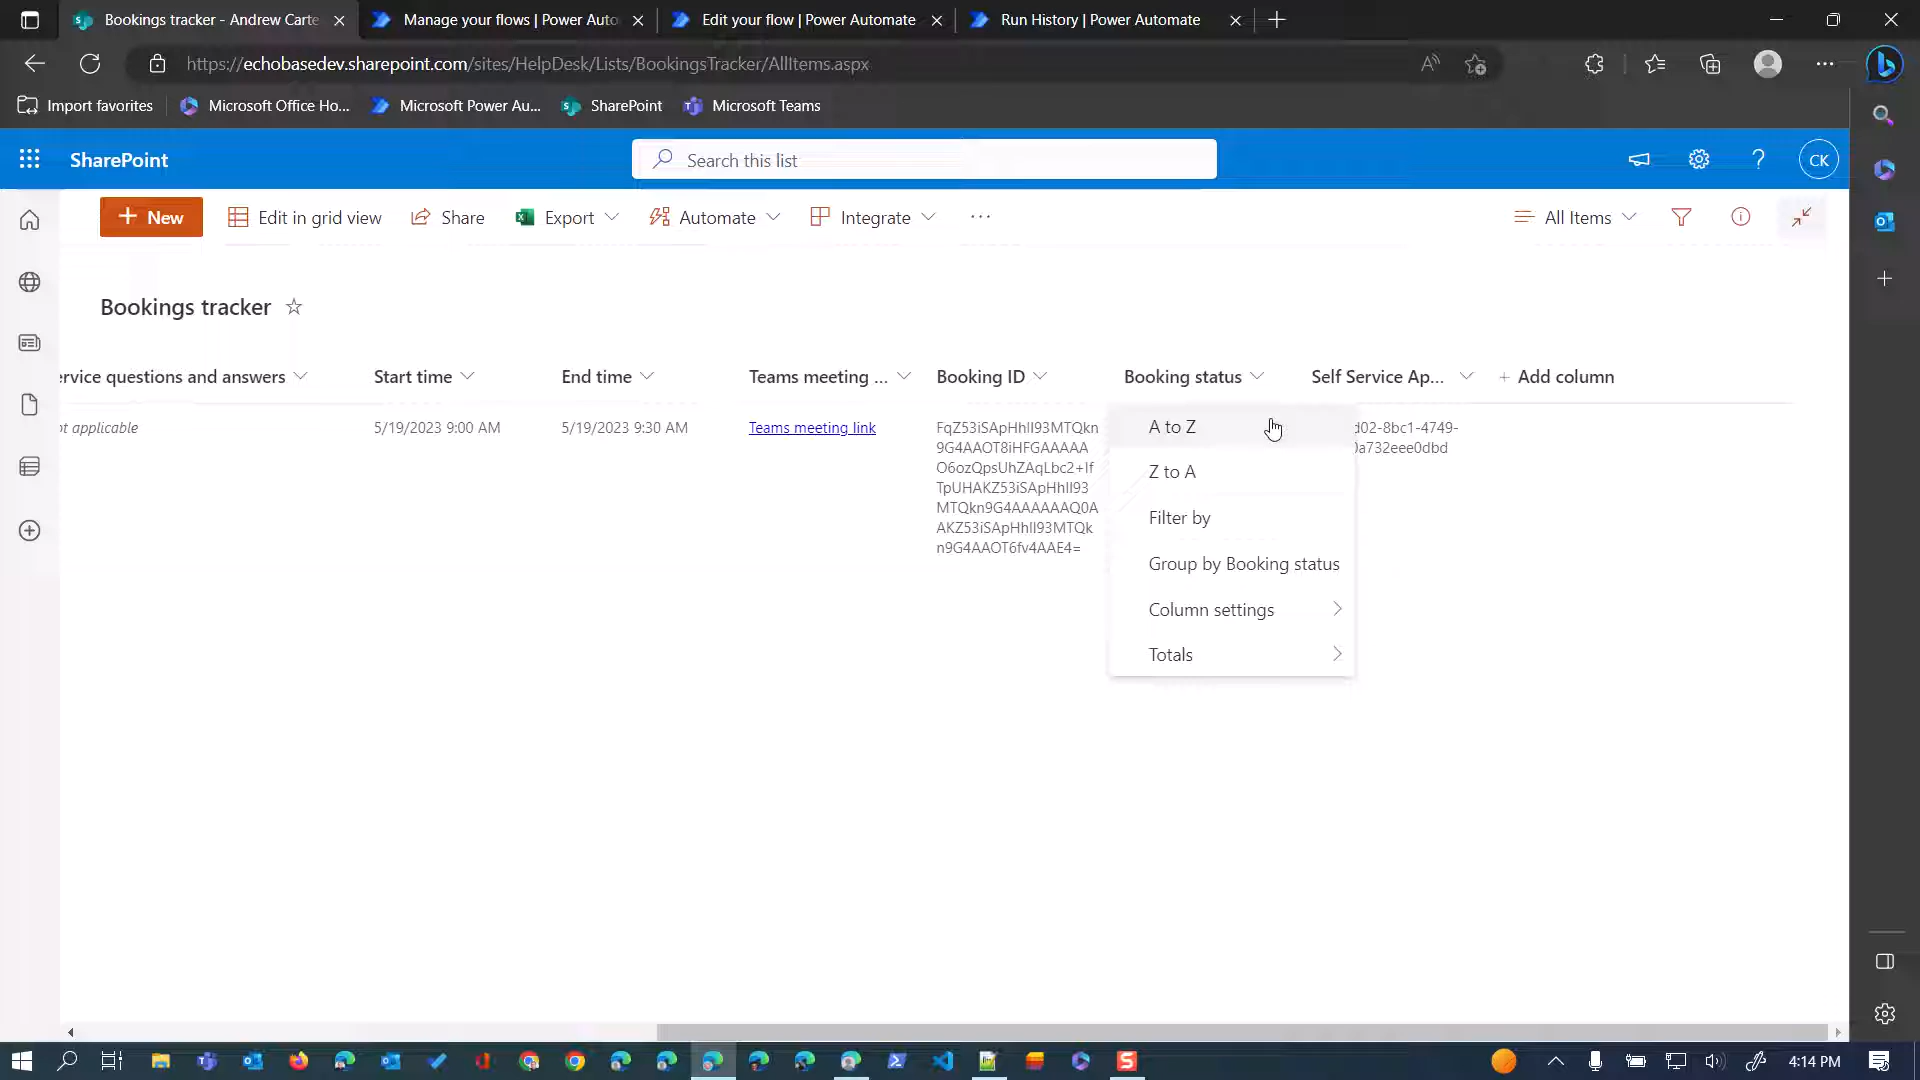 Bookings tracker - Andrew Carte
Manage your flows | Power Auto
Edit your flow | Power Automate
Run History | Power Automate
https://echobasedev.sharepoint.com/sites/HelpDesk/Lists/BookingsTracker/AllItems.aspx
Import favorites
Microsoft Office Ho...
Microsoft Power Au...
SharePoint
Microsoft Teams
SharePoint
Search this list
CK
New
Edit in grid view
Share
Export
Automate
Integrate
All Items
Bookings tracker
ervice questions and answers
Start time
End time
Teams meeting ...
Booking ID
Booking status
Self Service Ap...
Add column
ot applicable
5/19/2023 9:00 AM
5/19/2023 9:30 AM
Teams meeting link
FqZ53iSApHhlI93MTQkn
9G4AAOT8iHFGAAAAA
O6ozQpsUhZAqLbc2+If
TpUHAKZ53iSApHhlI93
MTQkn9G4AAAAAAQ0A
AKZ53iSApHhlI93MTQk
n9G4AAOT6fv4AAE4=
d02-8bc1-4749-
0a732eee0dbd
A to Z
Z to A
Filter by
Group by Booking status
Column settings
Totals
4:14 PM